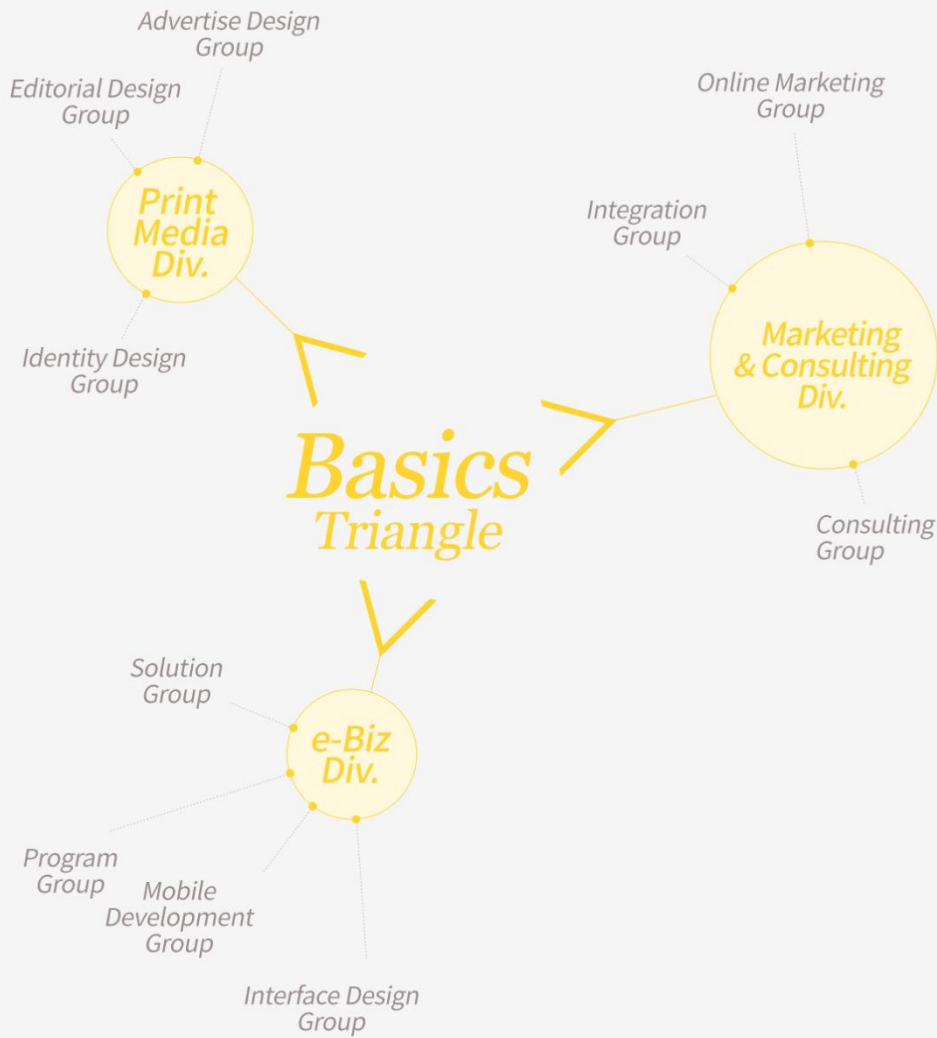 Advertise Design
Group
Editorial Design
Group
Print
Media
Div.
Identity Design
Group
Online Marketing
Group
Integration
Group
Marketing
& Consulting
Div.
Consulting
Group
Basics
Triangle
Solution
Group
e-Biz
Div.
Program
Group
Mobile
Development
Group
Interface Design
Group